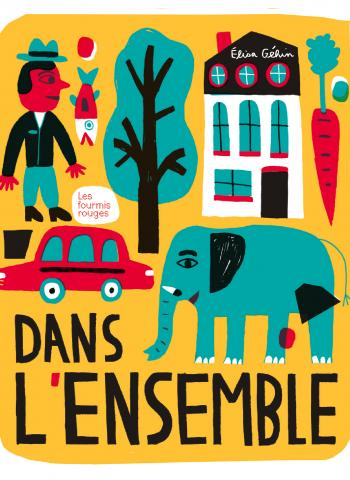 Élisa Géhin
Les
fourmis
rouges
DANS
L'ENSEMBLE